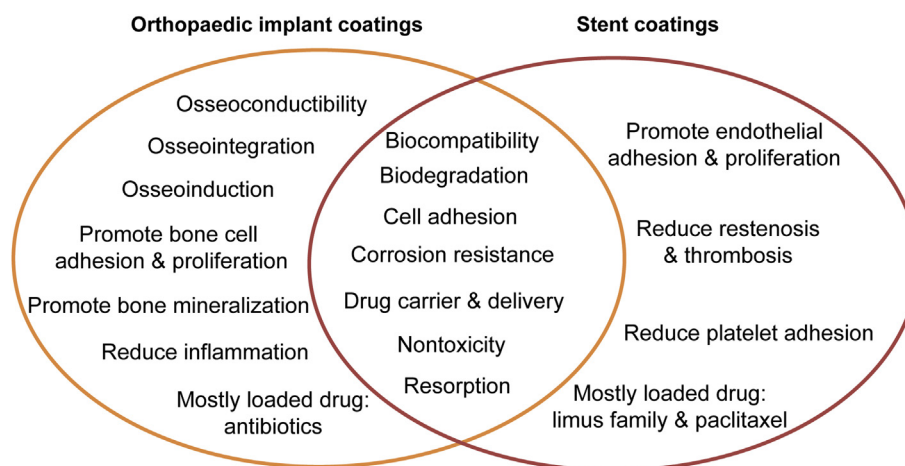 Orthopaedic implant coatings
Stent coatings
Osseoconductibility
Osseointegration
Osseoinduction
Promote bone cell
adhesion & proliferation
Promote bone mineralization
Reduce inflammation
Mostly loaded drug:
antibiotics
Biocompatibility
Biodegradation
Cell adhesion
Corrosion resistance
Drug carrier & delivery
Nontoxicity
Resorption
Promote endothelial
adhesion & proliferation
Reduce restenosis
& thrombosis
Reduce platelet adhesion
Mostly loaded drug:
limus family & paclitaxel